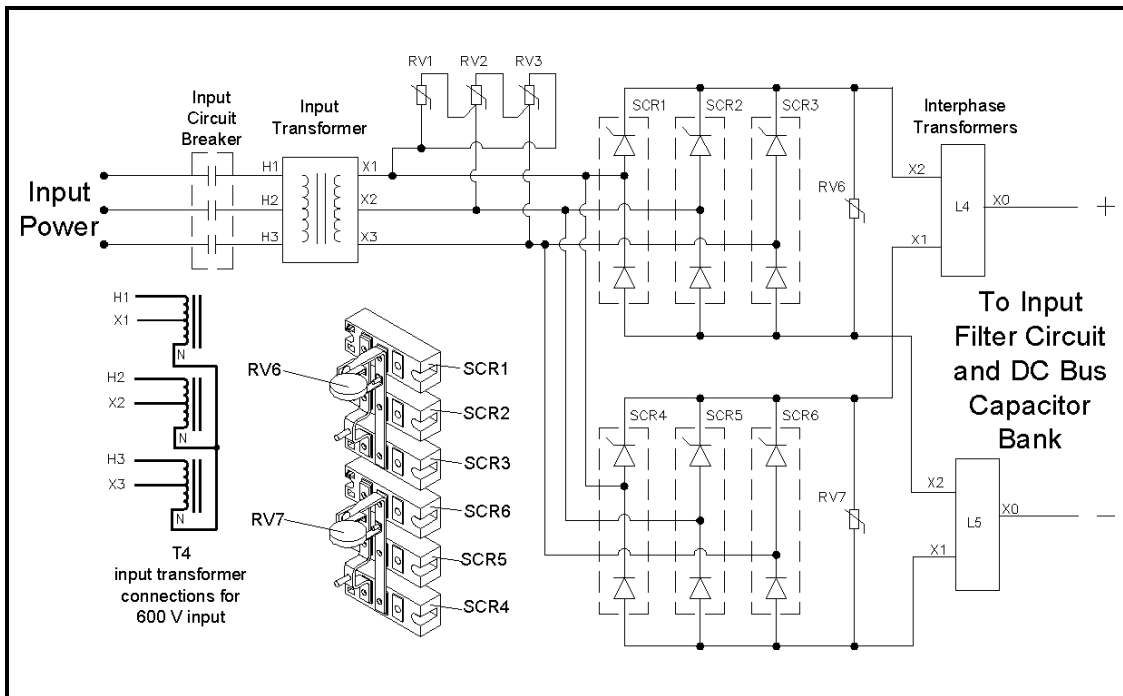 RV1
RV2
RV3
Input
Circuit
Breaker
Input
Transformer
H1
X1
H2
X2
H3
X3
Input
Power
SCR1
SCR2
SCR3
RV6
Interphase
Transformers
X2
L4
X0
+
X1
To Input
Filter Circuit
and DC Bus
Capacitor
Bank
H1
X1
N
H2
X2
N
H3
X3
N
T4
input transformer
connections for
600 V input
RV6
SCR1
SCR2
SCR3
SCR6
RV7
SCR5
SCR4
SCR4
SCR5
SCR6
RV7
X2
L5
X0
—
X1